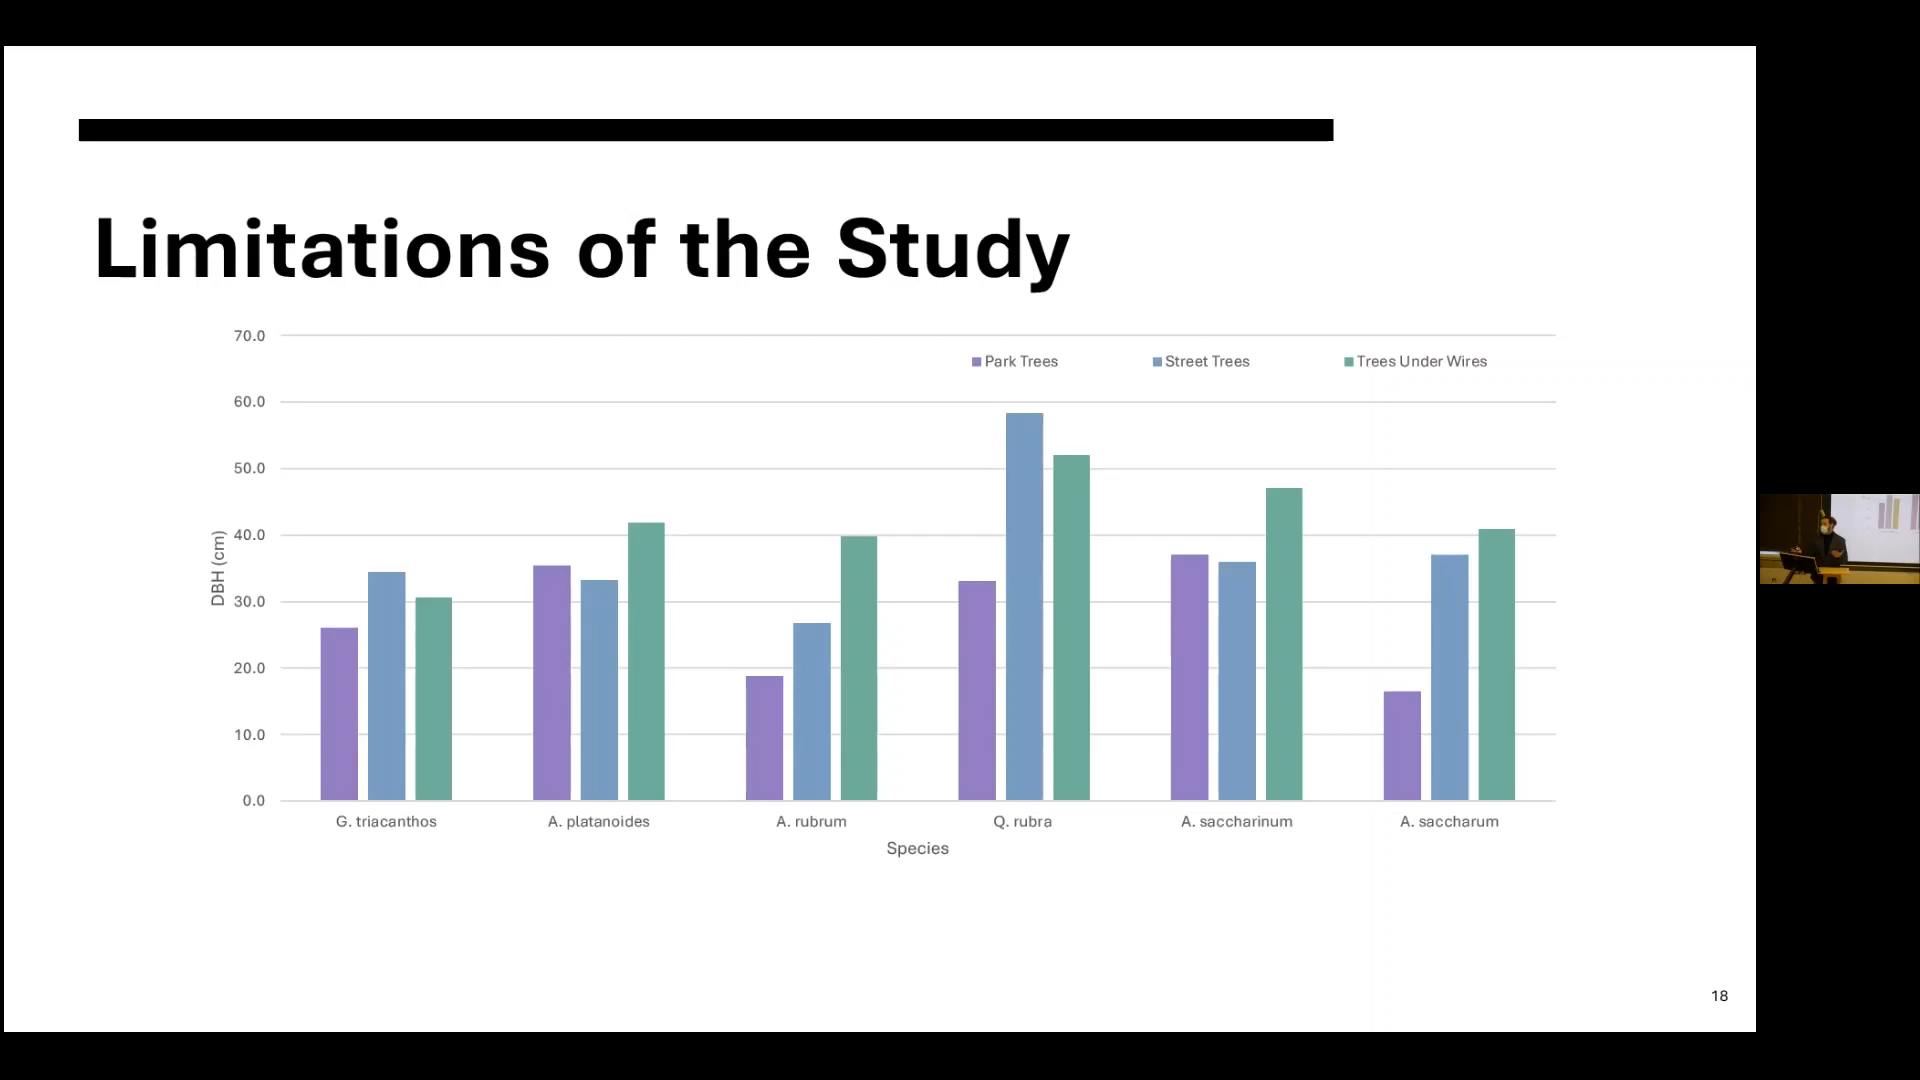 Limitations of the Study
70.0
Park Trees Street Trees Trees Under Wires
60.0
50.0
40.0
DBH (cm)
30.0
20.0
10.0
0.0
G. triacanthos A. platanoides A. rubrum Q. rubra A. saccharinum A. saccharum
Species
18